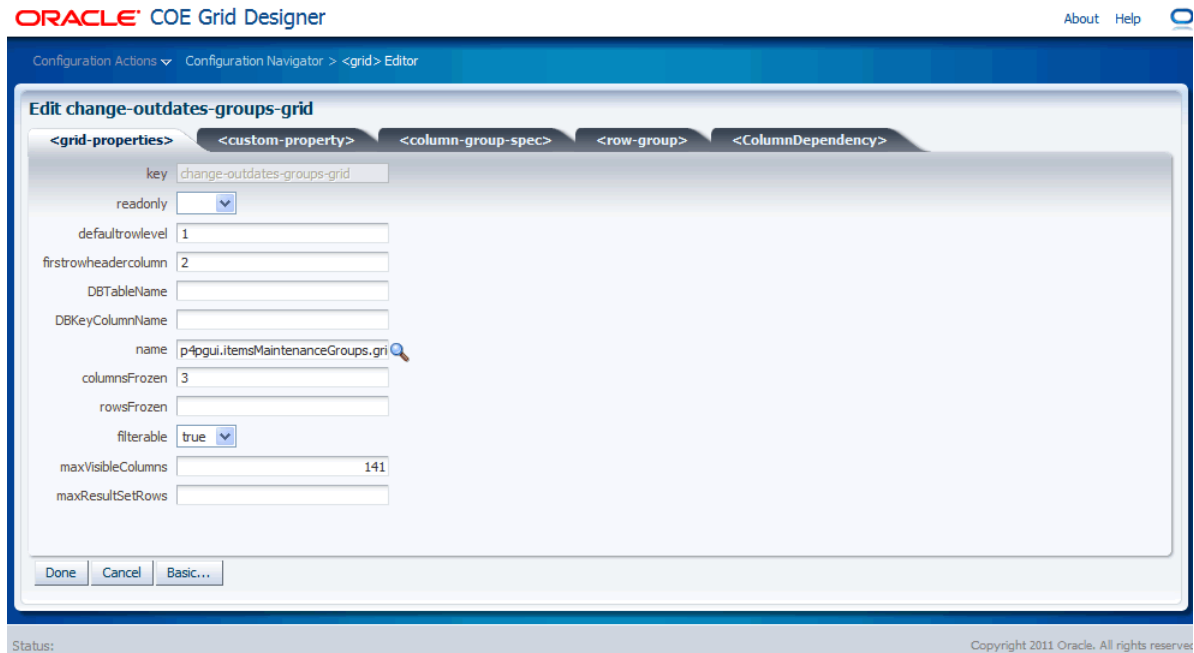 ORACLE COE Grid Designer About Help
Configuration Actions Configuration Navigator > <grid> Editor
Edit change-outdates-groups-grid
<grid-properties> <custom-property> <column-group-spec> <row-group> <ColumnDependency>
key change-outdates-groups-grid
readonly
defaultrowlevel 1
firstrowheadercolumn 2
DBTableName
DBKeyColumnName
name p4pgui.itemsMaintenanceGroups.gri
columnsFrozen 3
rowsFrozen
filterable true
maxVisibleColumns 141
maxResultSetRows
Done Cancel Basic...
Status: Copyright 2011 Oracle. All rights reserved